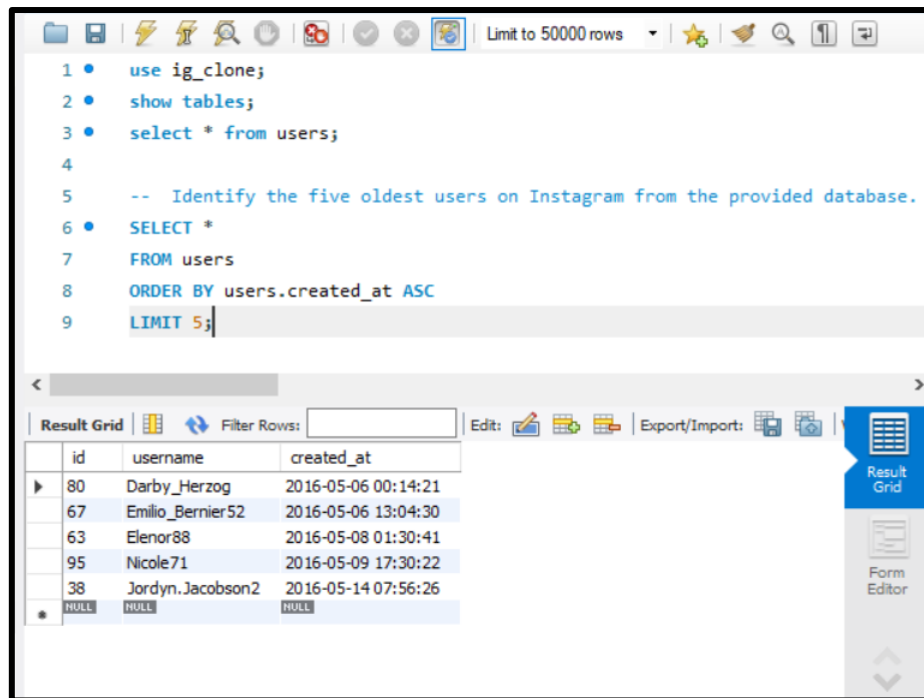 Limit to 50000 rows
1 use ig_clone;
2 show tables;
3 select * from users;
4
5 -- Identify the five oldest users on Instagram from the provided database.
6 SELECT *
7 FROM users
8 ORDER BY users.created_at ASC
9 LIMIT 5;
Result Grid Filter Rows: Edit: Export/Import:
id username created_at
80 Darby_Herzog 2016-05-06 00:14:21
67 Emilio_Bernier52 2016-05-06 13:04:30
63 Elenor88 2016-05-08 01:30:41
95 Nicole71 2016-05-09 17:30:22
38 Jordyn.Jacobson2 2016-05-14 07:56:26
NULL NULL NULL
Result
Grid
Form
Editor